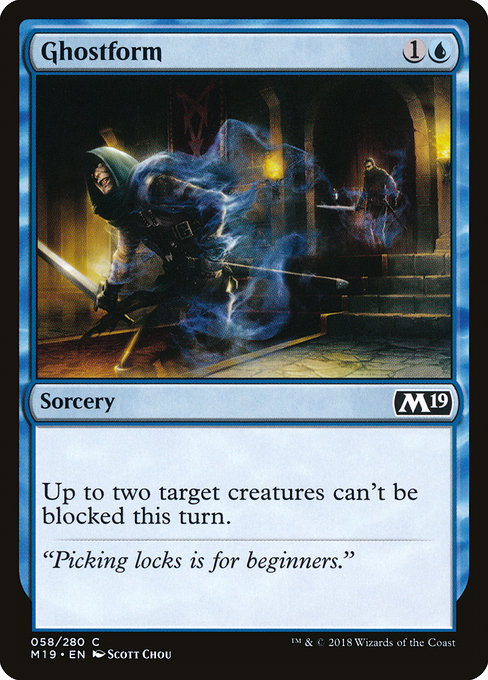 Ghostform 1
Sorcery M19
Up to two target creatures can't be
blocked this turn.
“Picking locks is for beginners.”
058/280 C ™ & © 2018 Wizards of the Coast
M19 • EN Scott Chou